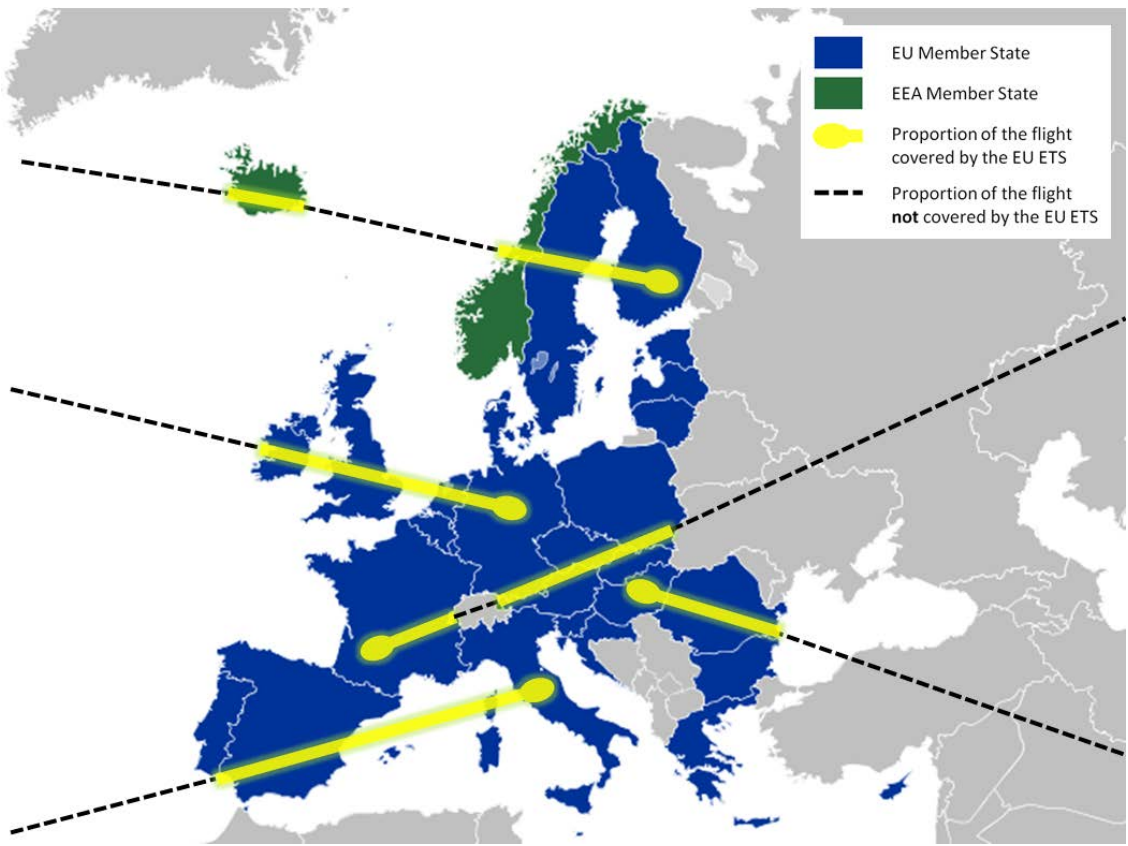 EU Member State
EEA Member State
Proportion of the flight
covered by the EU ETS
Proportion of the flight
not covered by the EU ETS